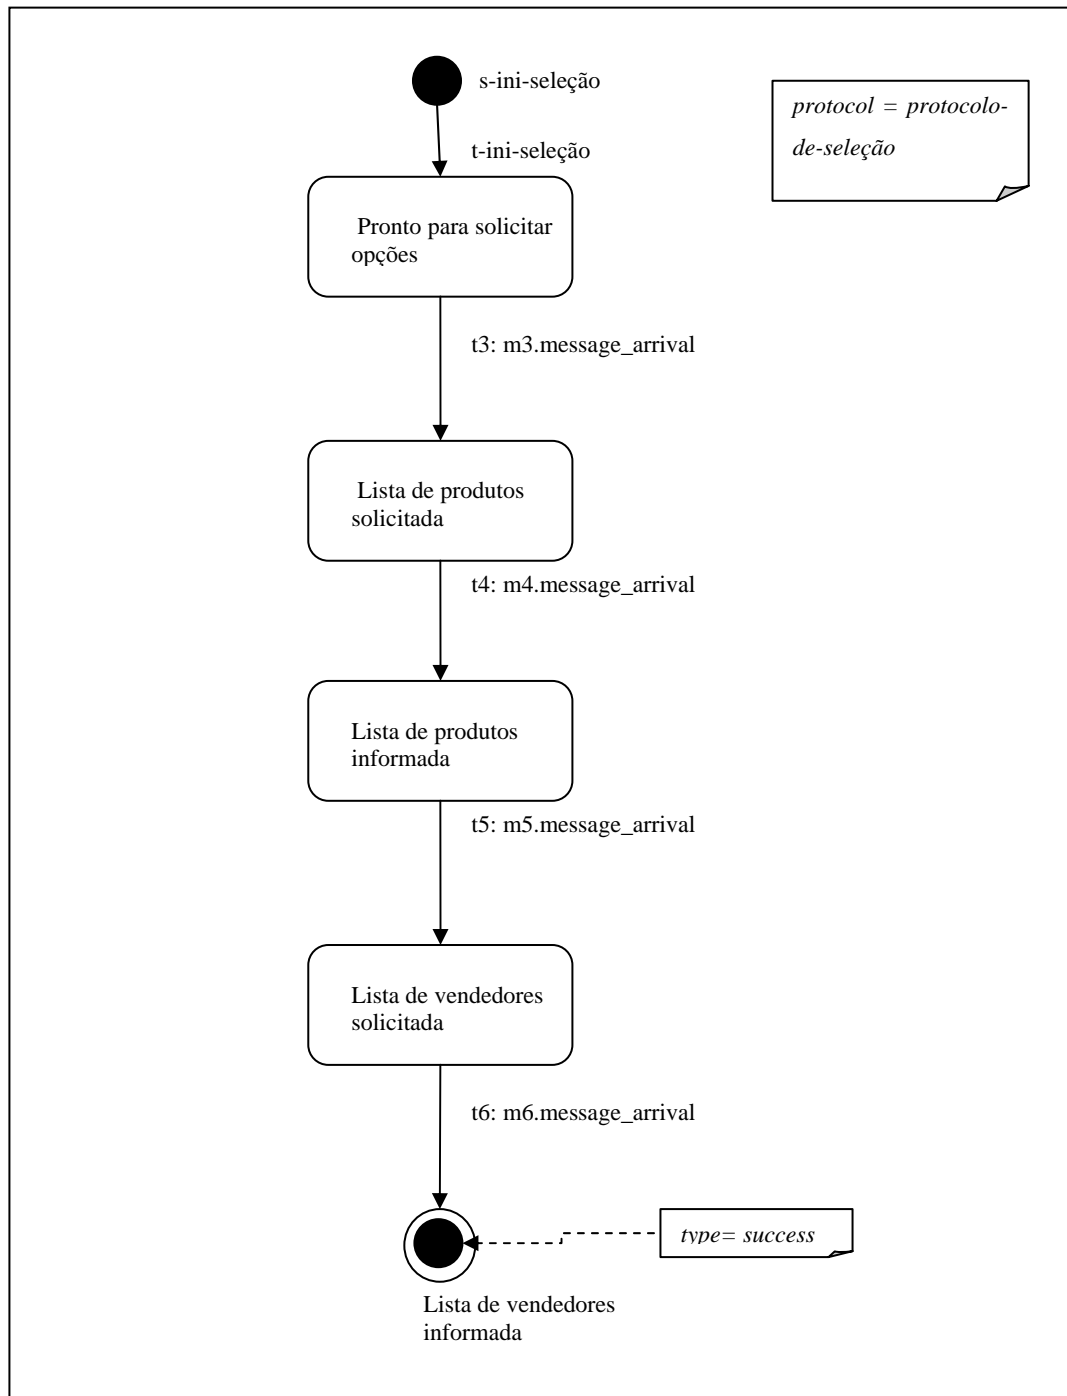 s-ini-seleção
protocol = protocolo-
de-seleção
t-ini-seleção
Pronto para solicitar
opções
t3: m3.message_arrival
Lista de produtos
solicitada
t4: m4.message_arrival
Lista de produtos
informada
t5: m5.message_arrival
Lista de vendedores
solicitada
t6: m6.message_arrival
type= success
Lista de vendedores
informada